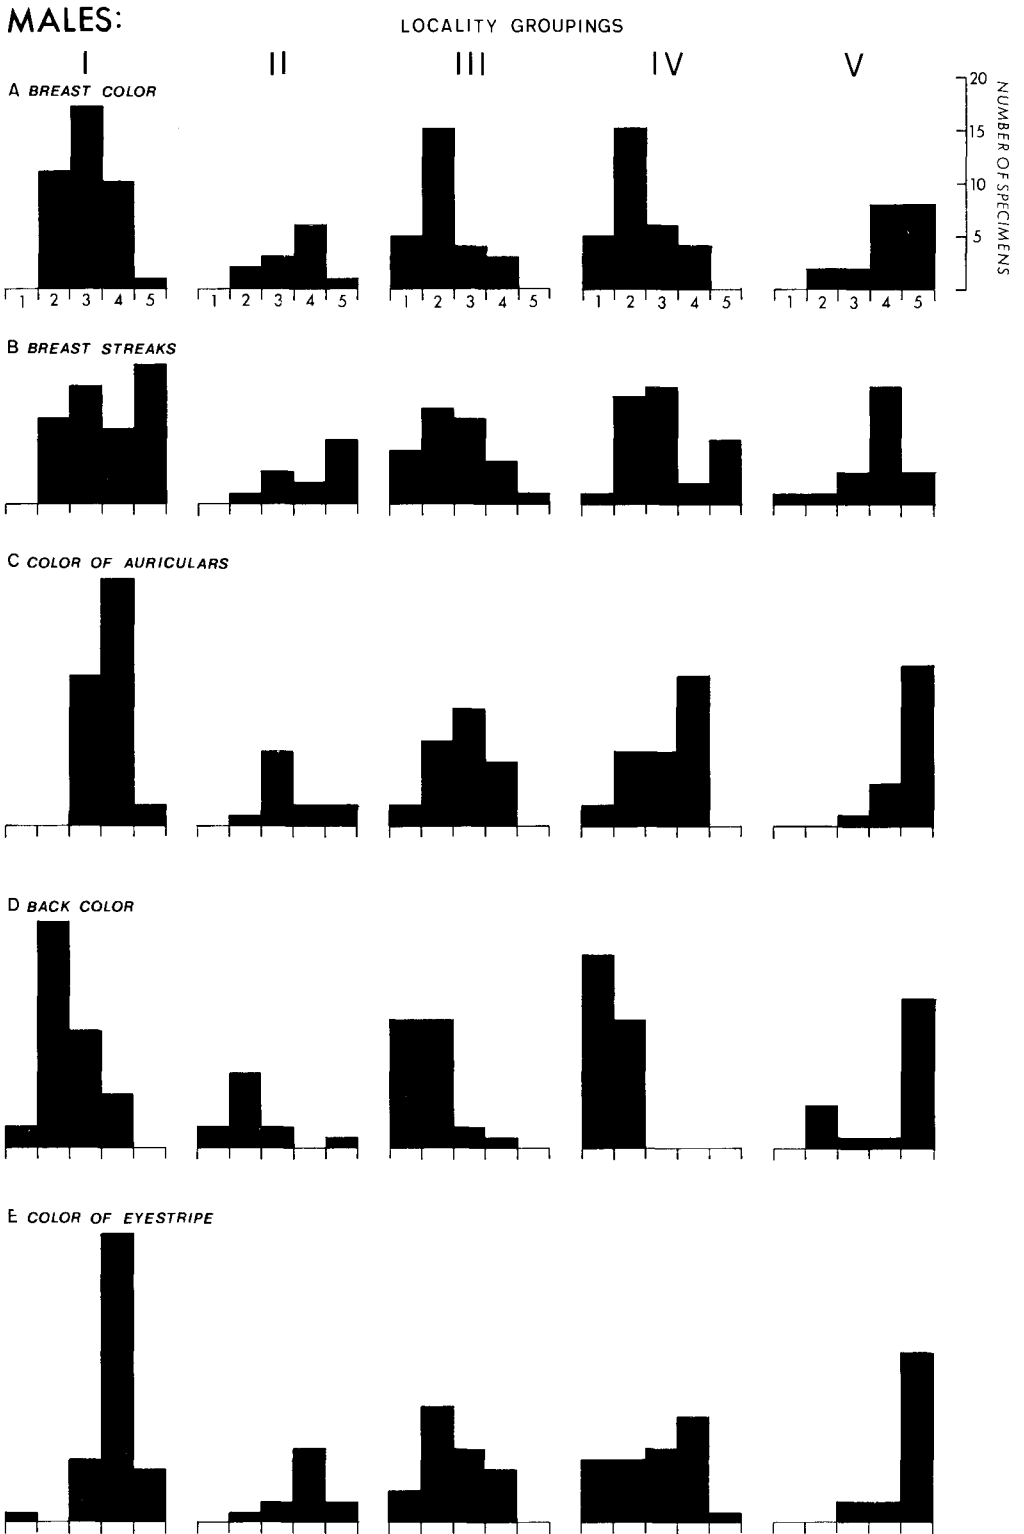 MALES:
LOCALITY GROUPINGS
I II III IV V
A BREAST COLOR
20
15
10
5
NUMBER OF SPECIMENS
1 2 3 4 5 1 2 3 4 5 1 2 3 4 5 1 2 3 4 5 1 2 3 4 5
B BREAST STREAKS
C COLOR OF AURICULARS
D BACK COLOR
E COLOR OF EYESTRIPE